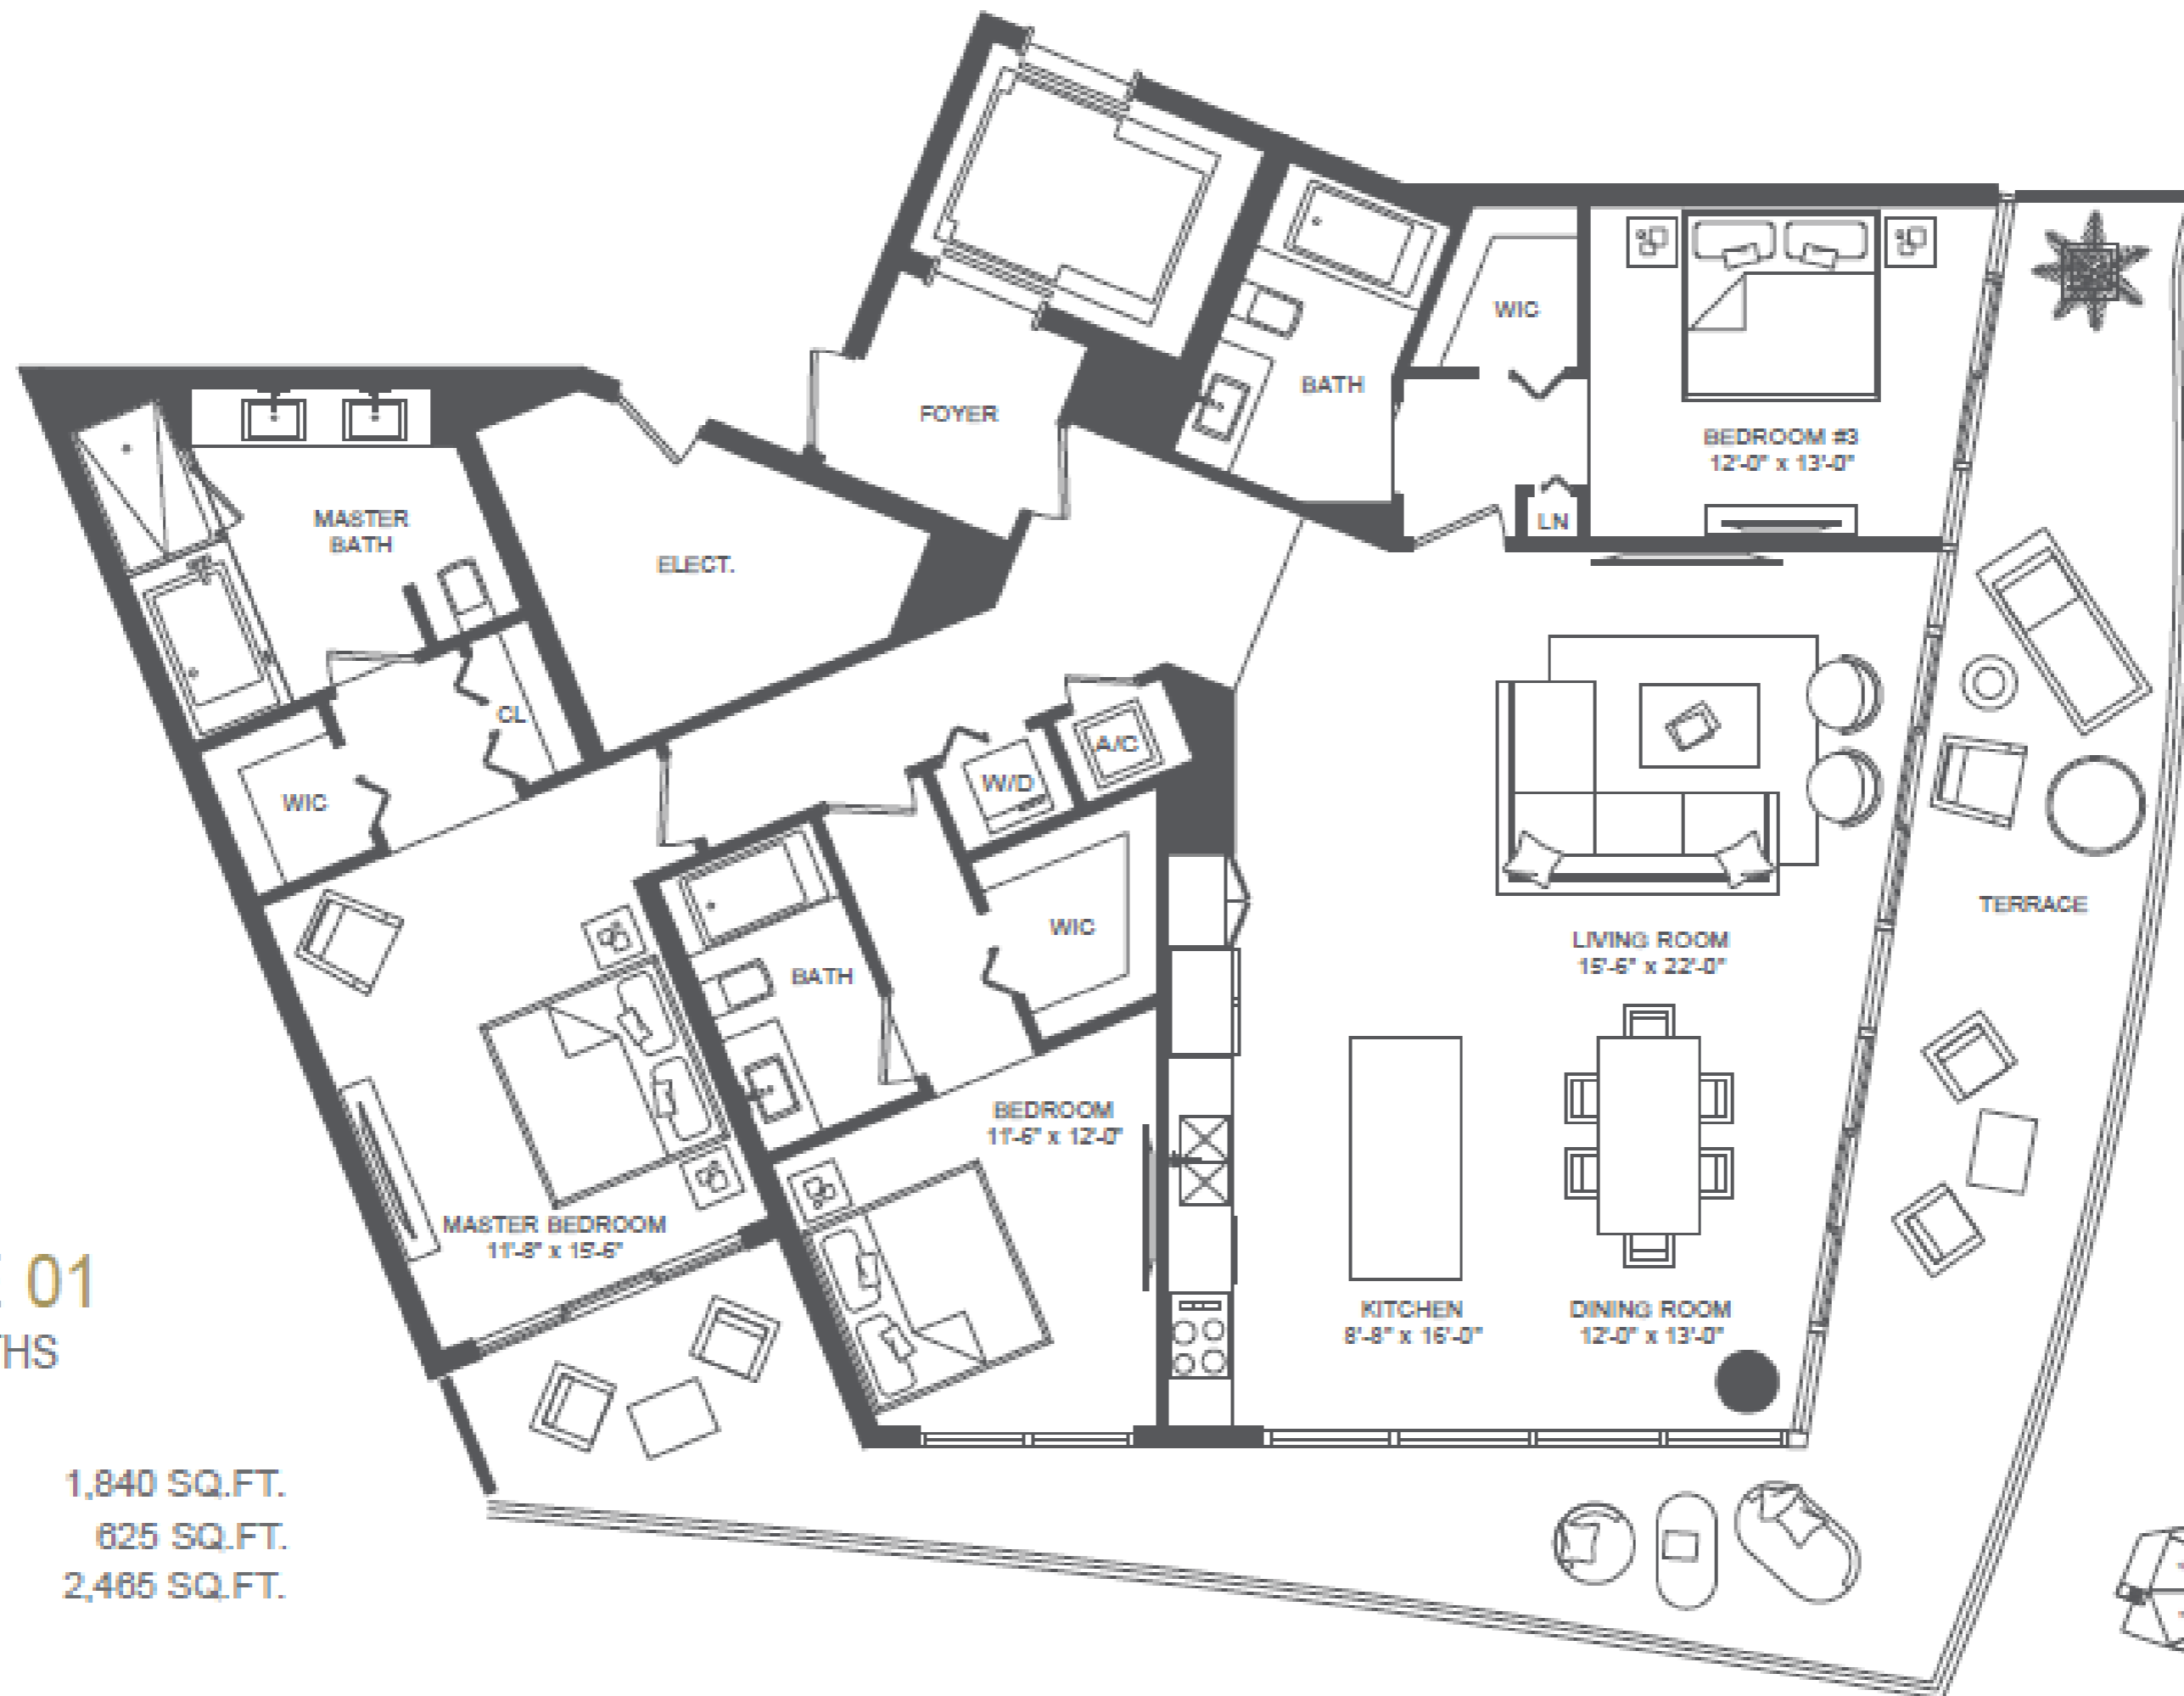 WIC
BATH
FOYER
BEDROOM #3
12'-0" x 13'-0"
MASTER
BATH
LN
ELECT.
CL
A/C
W/D
WIC
TERRACE
WIC
LIVING ROOM
15'-6" x 22'-0"
BATH
BEDROOM
11'-6" x 12'-0"
MASTER BEDROOM
11'-8" x 15'-6"
KITCHEN
8'-8" x 16'-0"
DINING ROOM
12'-0" x 13'-0"
01
THS
1,840 SQ.FT.
625 SQ.FT.
2,465 SQ.FT.